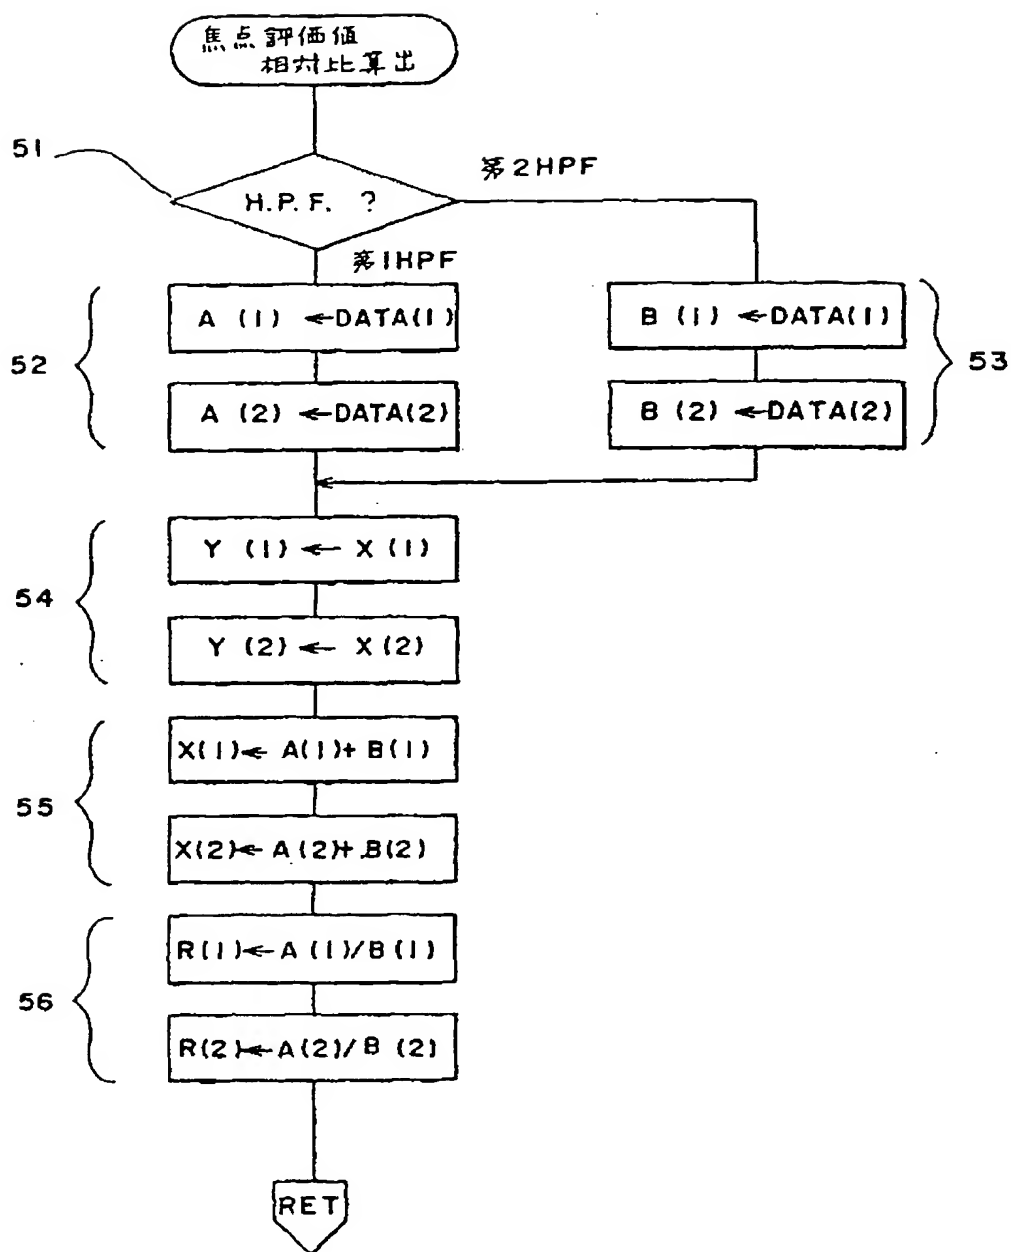 焦点評価値
相対比算出
51
H.P.F. ?
第2HPF
第1HPF
52
A (1) ←DATA(1)
A (2) ←DATA(2)
B (1) ←DATA(1)
B (2) ←DATA(2)
53
54
Y (1) ← X (1)
Y (2) ← X (2)
55
X(1)← A(1)+ B(1)
X(2)← A(2)+ B(2)
56
R(1)← A (1)/B(1)
R(2)←A(2)/ B (2)
RET